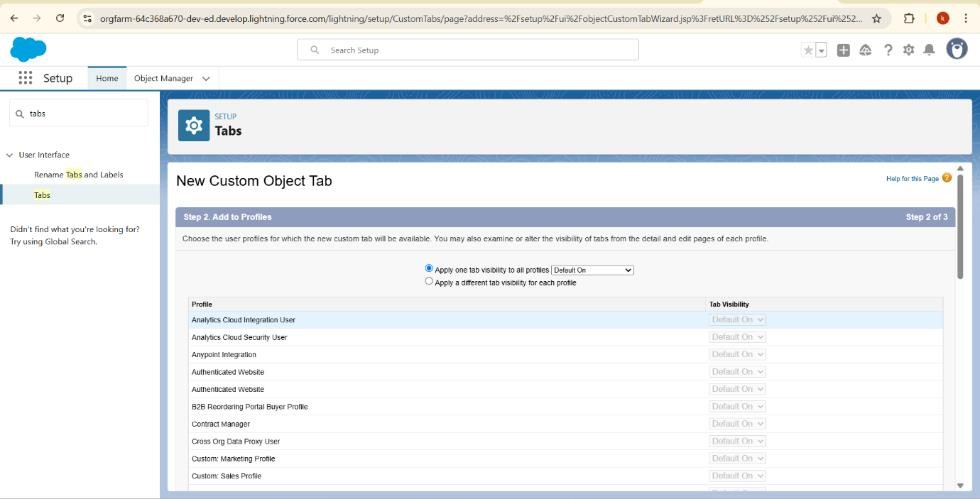 orgfarm-64c368a670-dev-ed.develop.lightning.force.com/lightning/setup/CustomTabs/page?address=%2Fsetup%2Fui%2FobjectCustomTabWizard.jsp%3FretURL%3D%252Fsetup%252Fui%252...
k
Search Setup
Setup
Home
Object Manager
tabs
User Interface
Rename Tabs and Labels
Tabs
Didn't find what you're looking for?
Try using Global Search.
SETUP
Tabs
New Custom Object Tab
Help for this Page
Step 2. Add to Profiles
Step 2 of 3
Choose the user profiles for which the new custom tab will be available. You may also examine or alter the visibility of tabs from the detail and edit pages of each profile.
Apply one tab visibility to all profiles Default On
Apply a different tab visibility for each profile
Profile Tab Visibility
Analytics Cloud Integration User Default On
Analytics Cloud Security User Default On
Anypoint Integration Default On
Authenticated Website Default On
Authenticated Website Default On
B2B Reordering Portal Buyer Profile Default On
Contract Manager Default On
Cross Org Data Proxy User Default On
Custom: Marketing Profile Default On
Custom: Sales Profile Default On